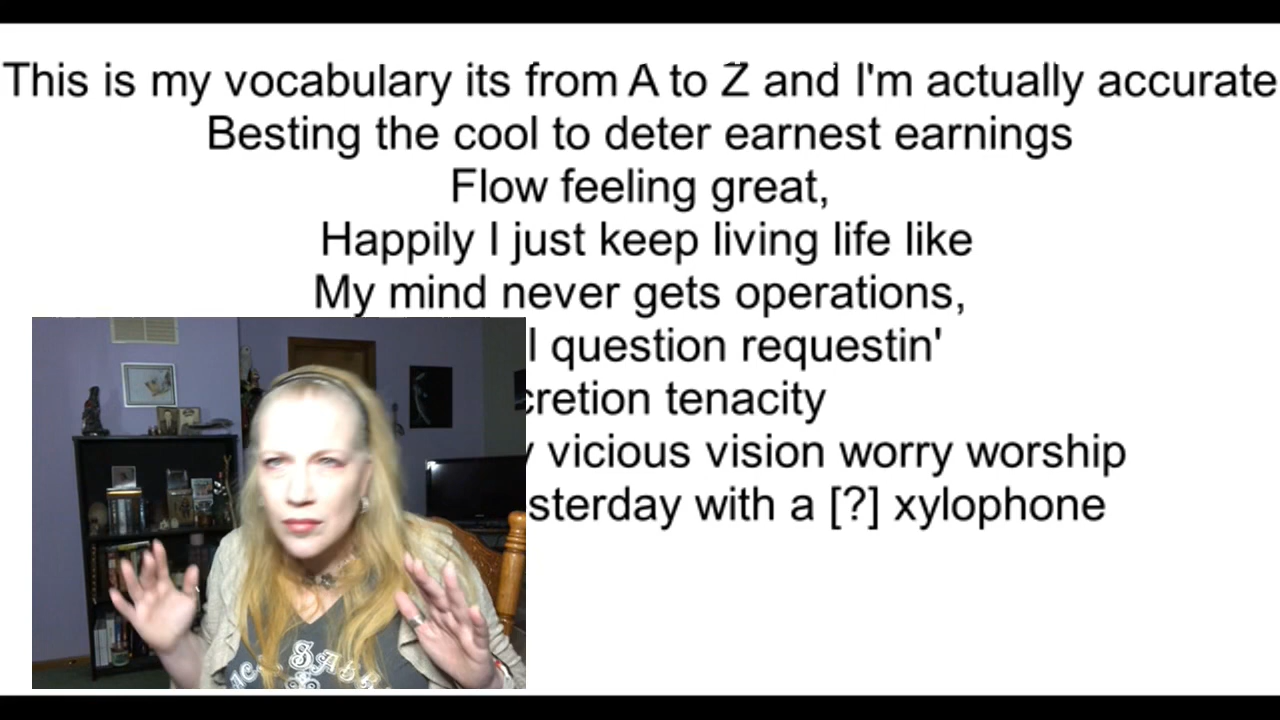 This is my vocabulary its from A to Z and I'm actually accurate
Besting the cool to deter earnest earnings
Flow feeling great,
Happily I just keep living life like
My mind never gets operations,
question requestin'
tenacity
vicious vision worry worship
with a [?] xylophone